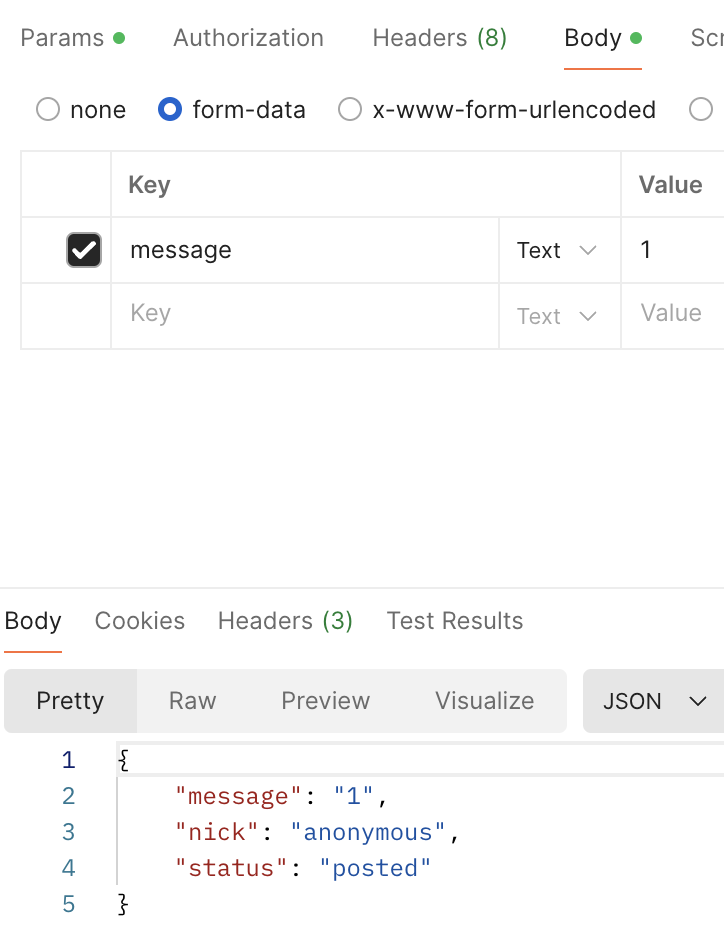 Params Authorization Headers (8) Body Scr
none form-data x-www-form-urlencoded
Key Value
message Text 1
Key Text Value
Body Cookies Headers (3) Test Results
Pretty Raw Preview Visualize JSON
1 {
2 "message": "1",
3 "nick": "anonymous",
4 "status": "posted"
5 }